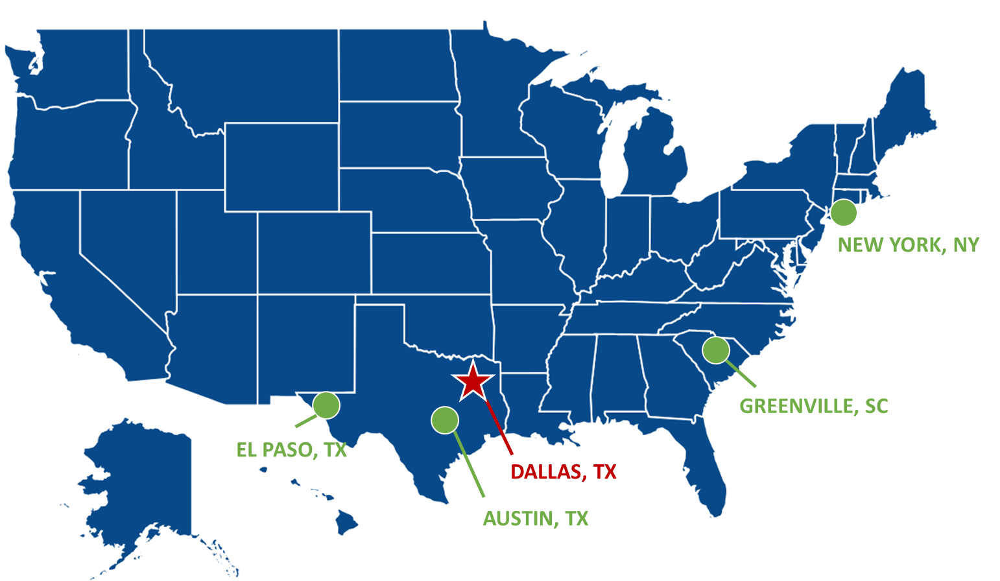 NEW YORK, NY
GREENVILLE, SC
EL PASO, TX
DALLAS, TX
AUSTIN, TX